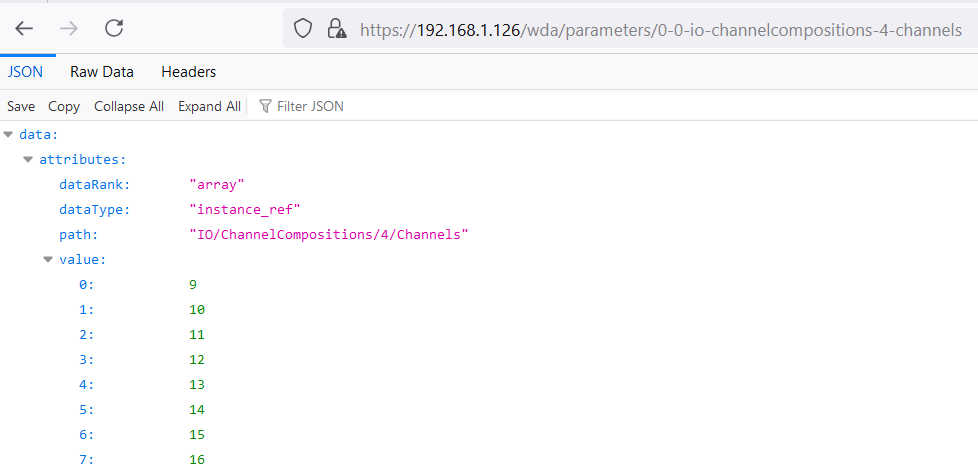 https://192.168.1.126/wda/parameters/0-0-io-channelcompositions-4-channels
JSON Raw Data Headers
Save Copy Collapse All Expand All Filter JSON
data:
attributes:
dataRank: "array"
dataType: "instance_ref"
path: "IO/ChannelCompositions/4/Channels"
value:
0: 9
1: 10
2: 11
3: 12
4: 13
5: 14
6: 15
7: 16